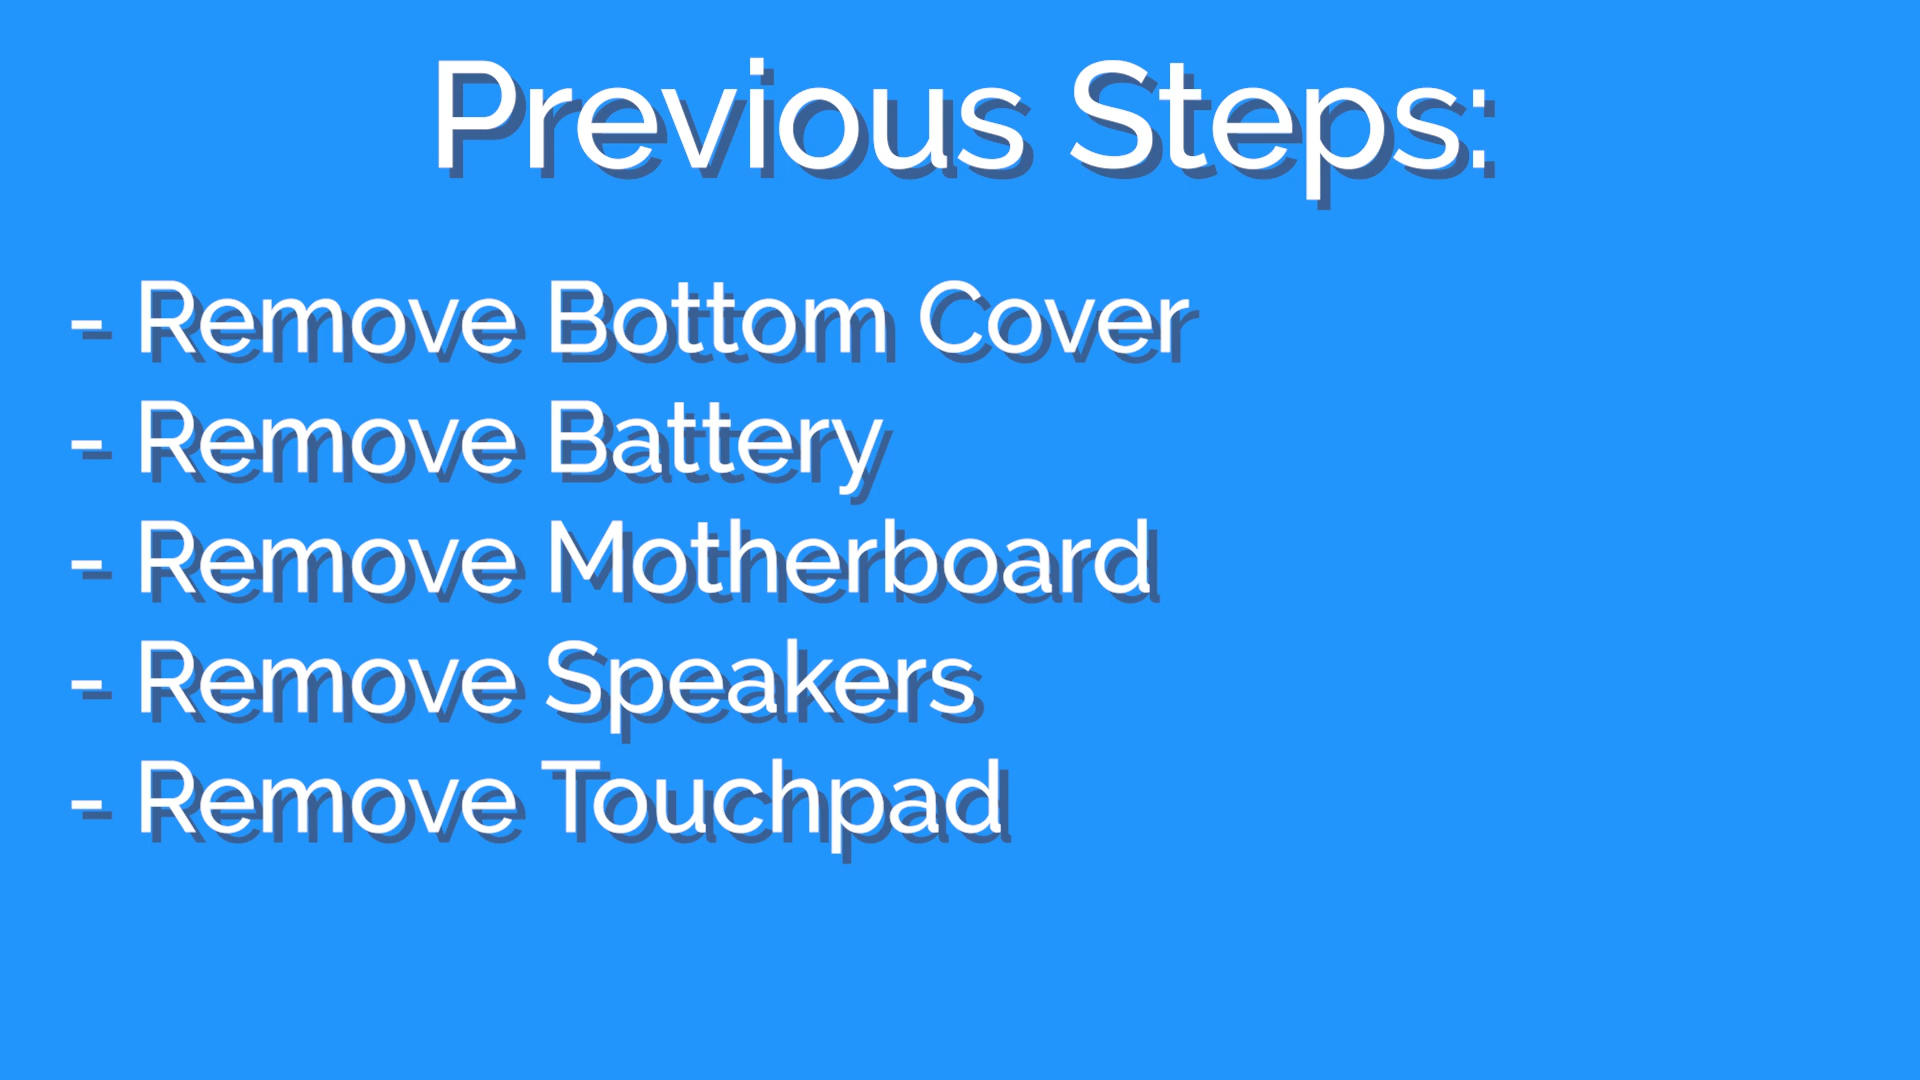 Previous Steps:
- Remove Bottom Cover
- Remove Battery
- Remove Motherboard
- Remove Speakers
- Remove Touchpad